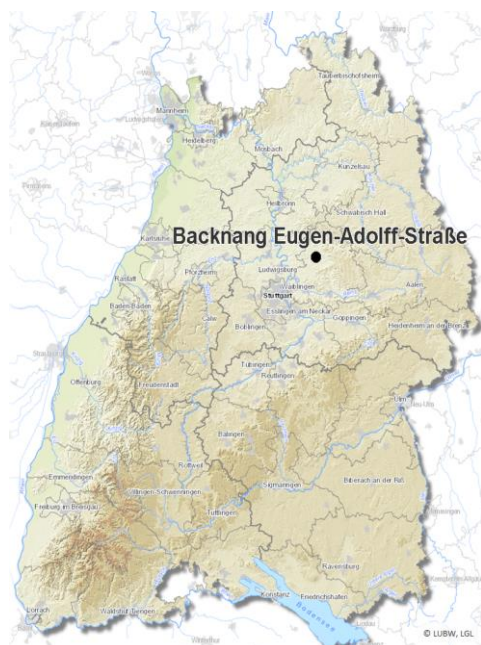 Tauberbischofsheim
Mannheim
Heidelberg
Mosbach
Künzelsau
Heilbronn
Schwäbisch Hall
Backnang Eugen-Adolff-Straße
Karlsruhe
Ludwigsburg
Pforzheim
Rastatt
Waiblingen
Aalen
Stuttgart
Baden-Baden
Esslingen am Neckar
Göppingen
Calw
Böblingen
Heidenheim an der Brenz
Tübingen
Reutlingen
Offenburg
Freudenstadt
Ulm
Balingen
Rottweil
Emmendingen
Biberach an der Riß
Villingen-Schwenningen
Sigmaringen
Freiburg im Breisgau
Tuttlingen
Ravensburg
Konstanz
Friedrichshafen
Lörrach
Waldshut-Tiengen
Bodensee
© LUBW, LGL